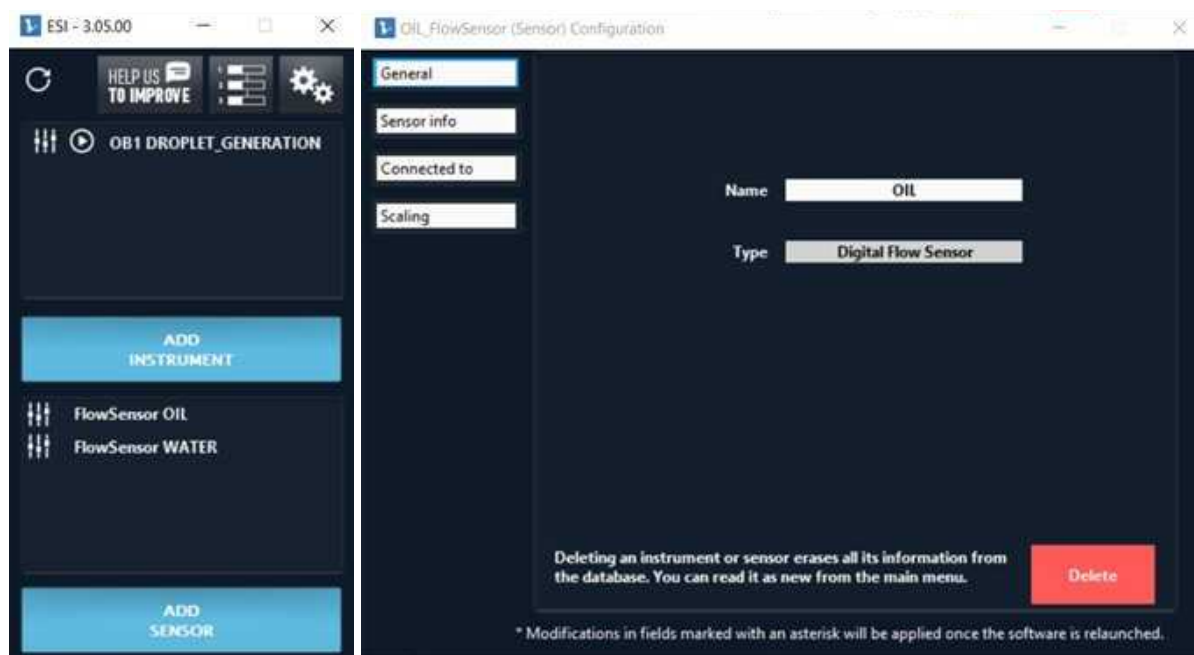 ESI - 3.05.00
HELP US
TO IMPROVE
OB1 DROPLET_GENERATION
ADD
INSTRUMENT
FlowSensor OIL
FlowSensor WATER
ADD
SENSOR
OIL_FlowSensor (Sensor) Configuration
General
Sensor info
Connected to
Scaling
Name OIL
Type Digital Flow Sensor
Deleting an instrument or sensor erases all its information from
the database. You can read it as new from the main menu.
Delete
* Modifications in fields marked with an asterisk will be applied once the software is relaunched.